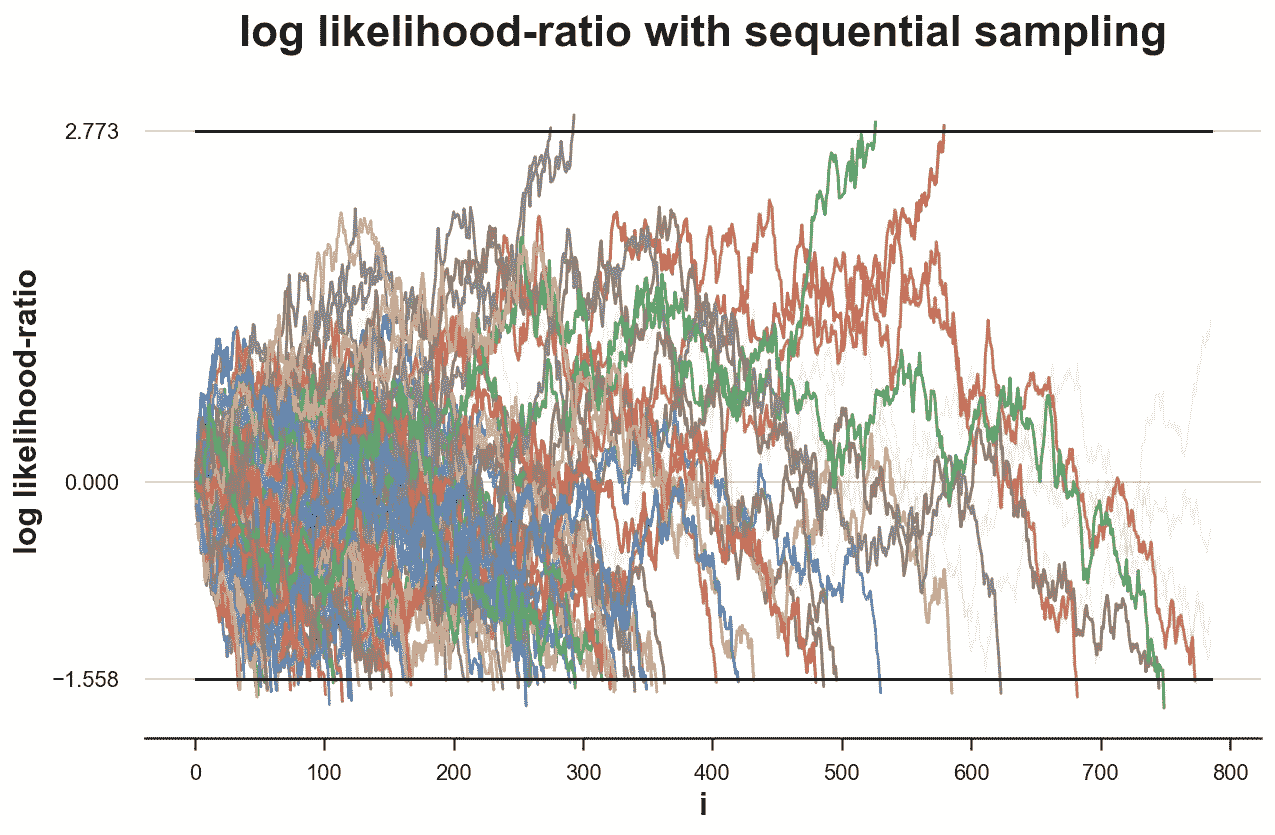 log likelihood-ratio with sequential sampling
log likelihood-ratio
2.773
0.000
−1.558
0 100 200 300 400 500 600 700 800
i